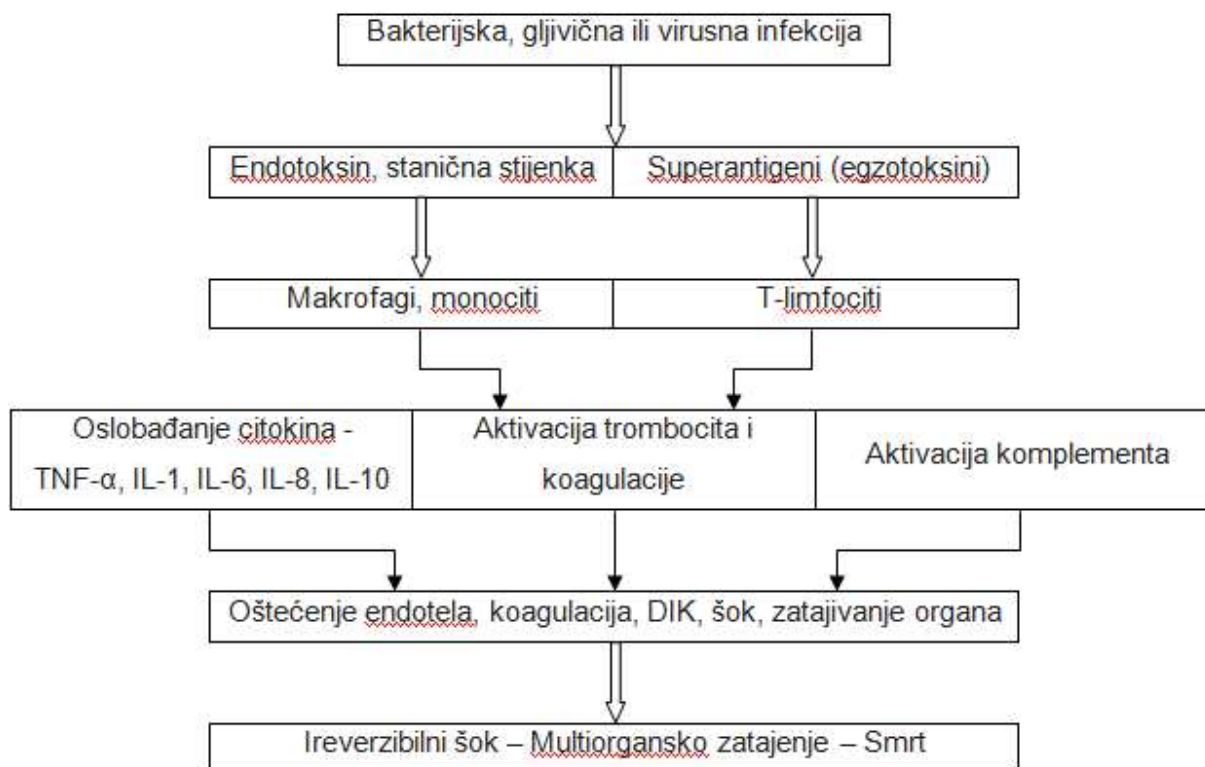 Bakterijska, gljivična ili virusna infekcija
Endotoksin, stanična stijenka
Superantigeni (egzotoksini)
Makrofagi, monociti
T-limfociti
Oslobađanje citokina -
TNF-α, IL-1, IL-6, IL-8, IL-10
Aktivacija trombocita i
koagulacije
Aktivacija komplementa
Oštećenje endotela, koagulacija, DIK, šok, zatajivanje organa
Ireverzibilni šok – Multiorgansko zatajenje – Smrt